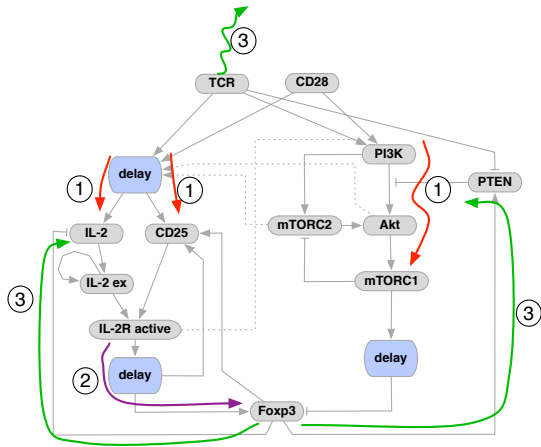 3
TCR CD28
delay PI3K
1 1 1 PTEN
IL-2 CD25 mTORC2 Akt
IL-2 ex mTORC1
3 3
IL-2R active
delay delay
2
Foxp3